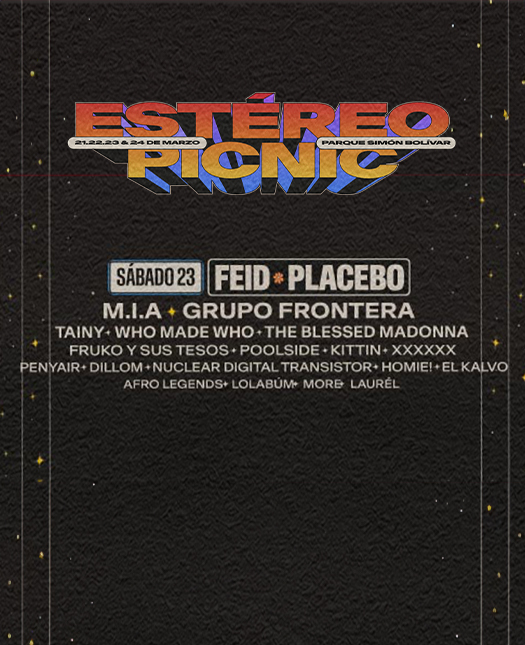 ESTÉREO
21.22.23 & 24 DE MARZO PARQUE SIMÓN BOLÍVAR
PICNIC
SÁBADO 23 FEID * PLACEBO
M.I.A ✦ GRUPO FRONTERA
TAINY ✦ WHO MADE WHO ✦ THE BLESSED MADONNA
FRUKO Y SUS TESOS ✦ POOLSIDE ✦ KITTIN ✦ XXXXXX
PENYAIR ✦ DILLOM ✦ NUCLEAR DIGITAL TRANSISTOR ✦ HOMIE! ✦ EL KALVO
AFRO LEGENDS ✦ LOLABÚM ✦ MORE LAURÉL